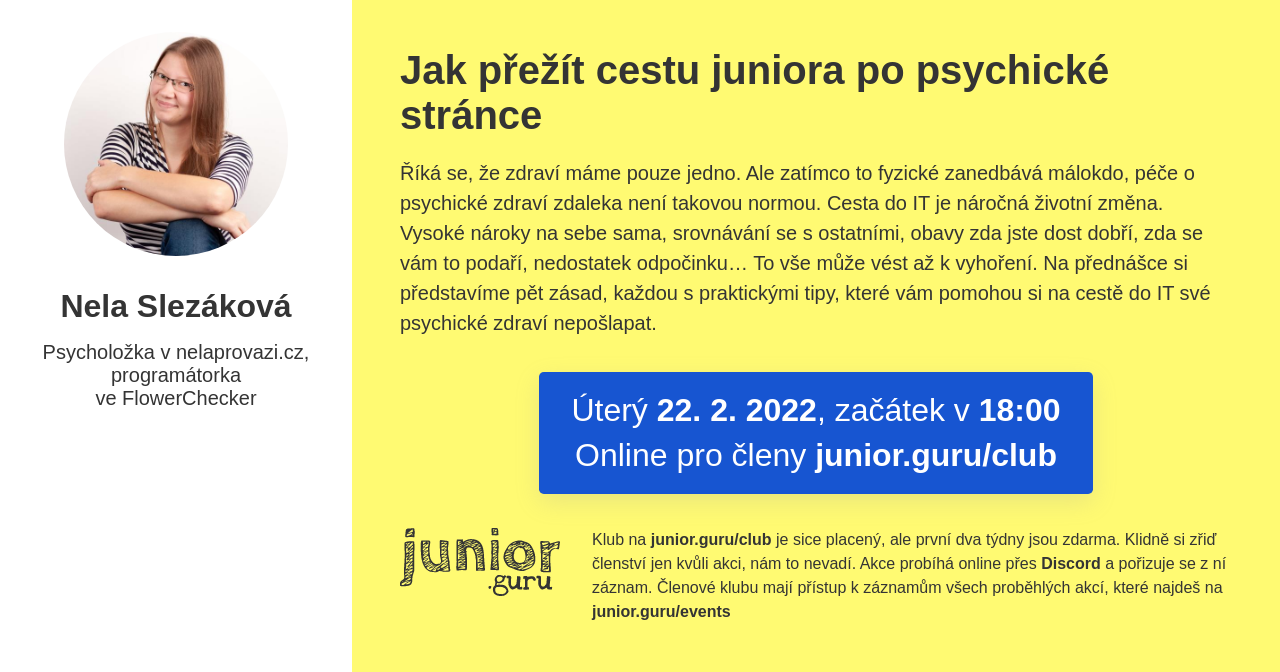 Nela Slezáková
Psycholožka v nelaprovazi.cz,
programátorka
ve FlowerChecker
Jak přežít cestu juniora po psychické
stránce
Říká se, že zdraví máme pouze jedno. Ale zatímco to fyzické zanedbává málokdo, péče o
psychické zdraví zdaleka není takovou normou. Cesta do IT je náročná životní změna.
Vysoké nároky na sebe sama, srovnávání se s ostatními, obavy zda jste dost dobří, zda se
vám to podaří, nedostatek odpočinku… To vše může vést až k vyhoření. Na přednášce si
představíme pět zásad, každou s praktickými tipy, které vám pomohou si na cestě do IT své
psychické zdraví nepošlapat.
Úterý 22. 2. 2022, začátek v 18:00
Online pro členy junior.guru/club
junior
.guru
Klub na junior.guru/club je sice placený, ale první dva týdny jsou zdarma. Klidně si zřiď
členství jen kvůli akci, nám to nevadí. Akce probíhá online přes Discord a pořizuje se z ní
záznam. Členové klubu mají přístup k záznamům všech proběhlých akcí, které najdeš na
junior.guru/events